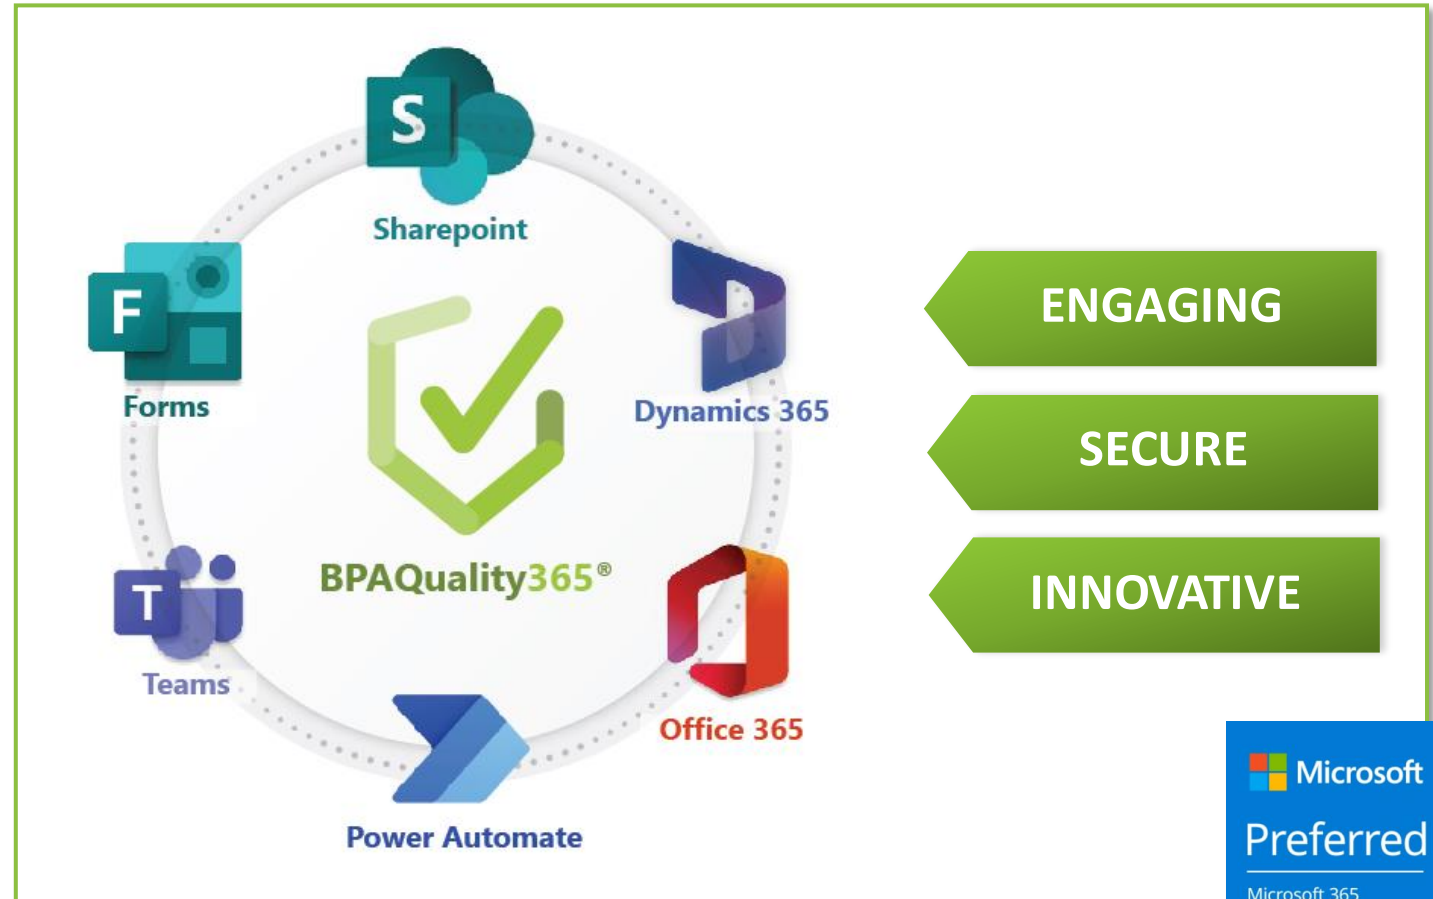 S
Sharepoint
F
Forms
Dynamics 365
BPAQuality365®
T
Teams
Office 365
Power Automate
ENGAGING
SECURE
INNOVATIVE
Microsoft
Preferred
Microsoft 365